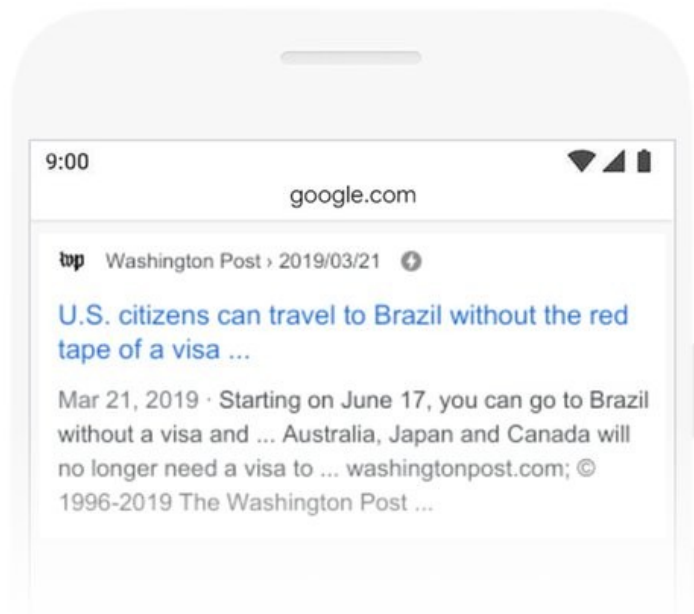 9:00
google.com
wp Washington Post › 2019/03/21
U.S. citizens can travel to Brazil without the red
tape of a visa ...
Mar 21, 2019 · Starting on June 17, you can go to Brazil
without a visa and ... Australia, Japan and Canada will
no longer need a visa to ... washingtonpost.com; ©
1996-2019 The Washington Post ...